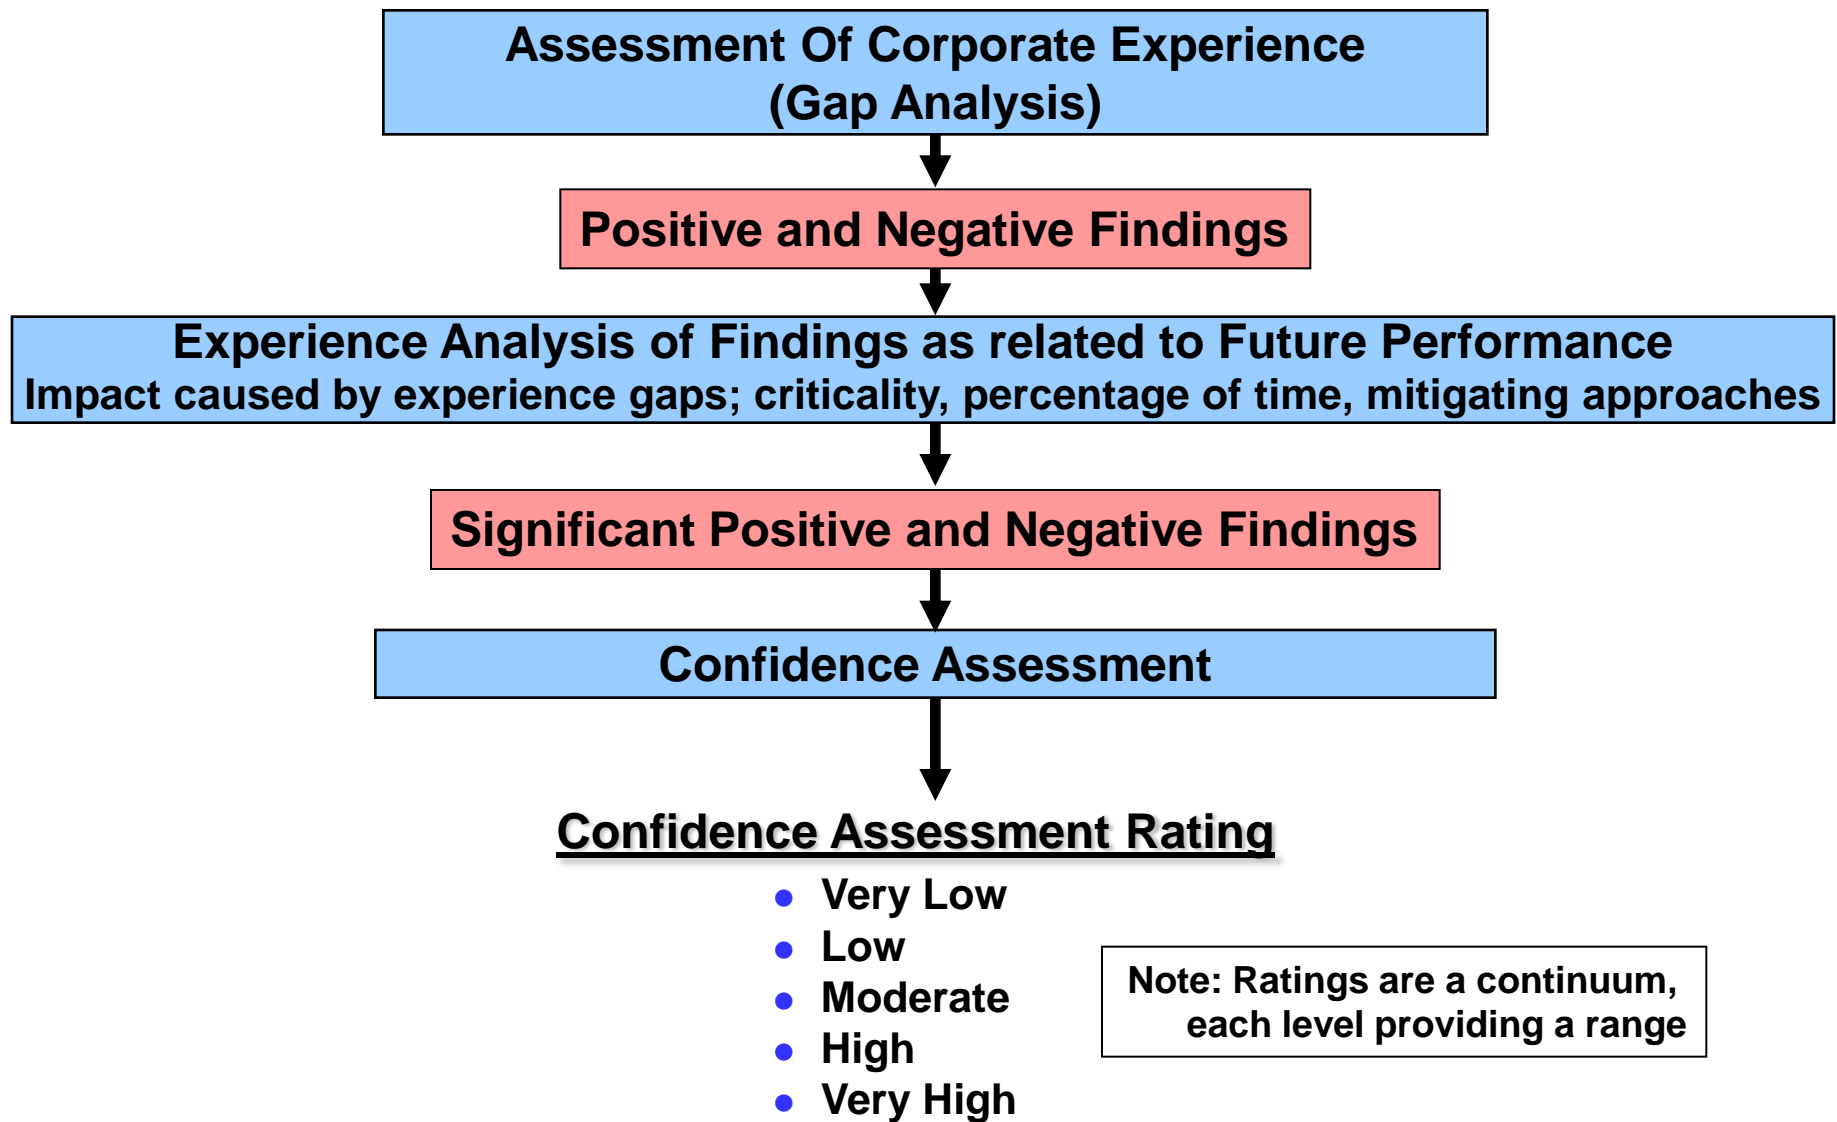 Assessment Of Corporate Experience
(Gap Analysis)
Positive and Negative Findings
Experience Analysis of Findings as related to Future Performance
Impact caused by experience gaps; criticality, percentage of time, mitigating approaches
Significant Positive and Negative Findings
Confidence Assessment
Confidence Assessment Rating
● Very Low
● Low
● Moderate
● High
● Very High
Note: Ratings are a continuum,
each level providing a range